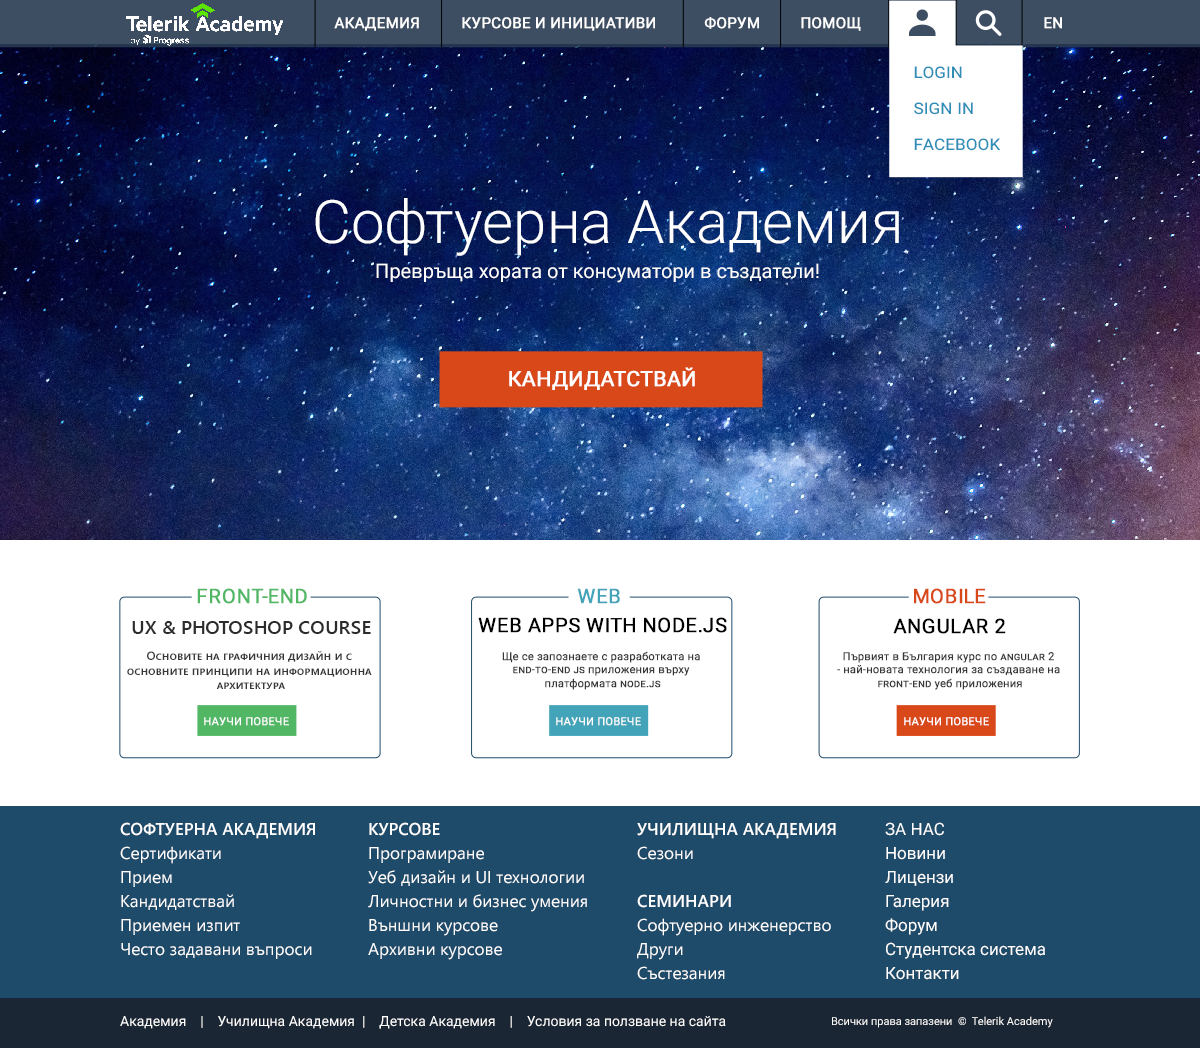 Telerik Academy
by Progress
АКАДЕМИЯ
КУРСОВЕ И ИНИЦИАТИВИ
ФОРУМ
ПОМОЩ
EN
LOGIN
SIGN IN
FACEBOOK
Софтуерна Академия
Превръща хората от консуматори в създатели!
КАНДИДАТСТВАЙ
FRONT-END
UX & PHOTOSHOP COURSE
Основите на графичния дизайн и с
основните принципи на информационна
архитектура
НАУЧИ ПОВЕЧЕ
WEB
WEB APPS WITH NODE.JS
Ще се запознаете с разработката на
END-TO-END JS приложения върху
платформата NODE.JS
НАУЧИ ПОВЕЧЕ
MOBILE
ANGULAR 2
Първият в България курс по ANGULAR 2
- най-новата технология за създаване на
FRONT-END уеб приложения
НАУЧИ ПОВЕЧЕ
СОФТУЕРНА АКАДЕМИЯ
Сертификати
Прием
Кандидатствай
Приемен изпит
Често задавани въпроси
КУРСОВЕ
Програмиране
Уеб дизайн и UI технологии
Личностни и бизнес умения
Външни курсове
Архивни курсове
УЧИЛИЩНА АКАДЕМИЯ
Сезони
СЕМИНАРИ
Софтуерно инженерство
Други
Състезания
ЗА НАС
Новини
Лицензи
Галерия
Форум
Студентска система
Контакти
Академия | Училищна Академия | Детска Академия | Условия за ползване на сайта
Всички права запазени © Telerik Academy